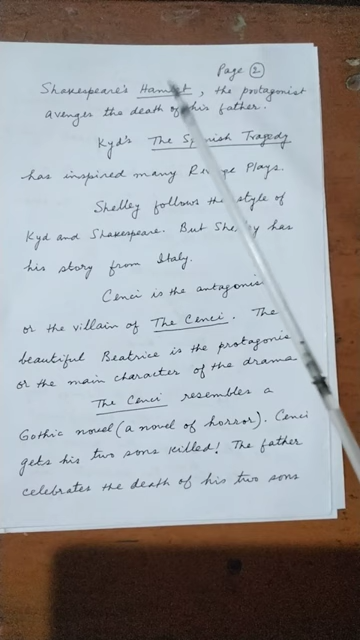 Page 2
Shakespeare's Hamlet, the protagonist
avenges the death of his father.
Kyd's The Spanish Tragedy
has inspired many Revenge Plays.
Shelley follows the style of
Kyd and Shakespeare. But Shelley has
his story from Italy.
Cenci is the antagonis
or the villain of The Cenci. The
beautiful Beatrice is the protagonis
or the main character of the drama
The Cenci resembles a
Gothic novel (a novel of horror). Cenci
gets his two sons killed! The father
celebrates the death of his two sons